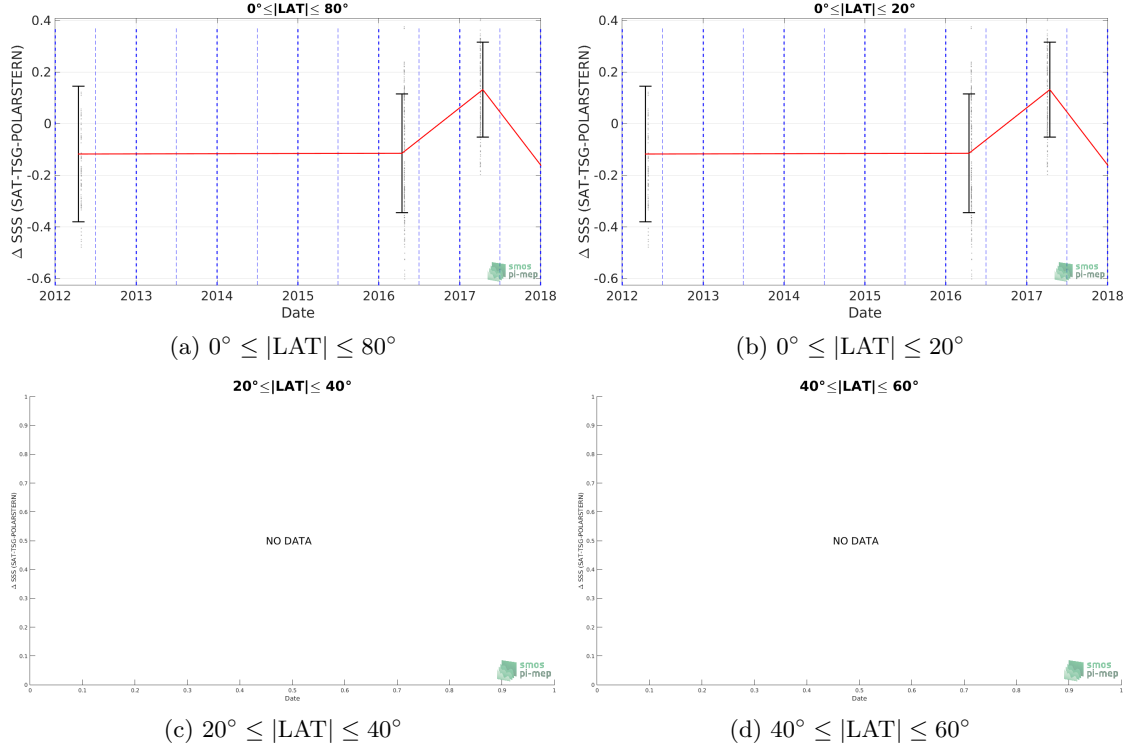 0°≤|LAT|≤ 80°
Δ SSS (SAT-TSG-POLARSTERN)
0.4
0.2
0
-0.2
-0.4
-0.6
2012 2013 2014 2015 2016 2017 2018
Date
smos
pi-mep
(a) 0° ≤ |LAT| ≤ 80°
0°≤|LAT|≤ 20°
Δ SSS (SAT-TSG-POLARSTERN)
0.4
0.2
0
-0.2
-0.4
-0.6
2012 2013 2014 2015 2016 2017 2018
Date
smos
pi-mep
(b) 0° ≤ |LAT| ≤ 20°
20°≤|LAT|≤ 40°
Δ SSS (SAT-TSG-POLARSTERN)
1
0.9
0.8
0.7
0.6
0.5
0.4
0.3
0.2
0.1
0
NO DATA
0 0.1 0.2 0.3 0.4 0.5 0.6 0.7 0.8 0.9 1
Date
smos
pi-mep
(c) 20° ≤ |LAT| ≤ 40°
40°≤|LAT|≤ 60°
Δ SSS (SAT-TSG-POLARSTERN)
1
0.9
0.8
0.7
0.6
0.5
0.4
0.3
0.2
0.1
0
NO DATA
0 0.1 0.2 0.3 0.4 0.5 0.6 0.7 0.8 0.9 1
Date
smos
pi-mep
(d) 40° ≤ |LAT| ≤ 60°